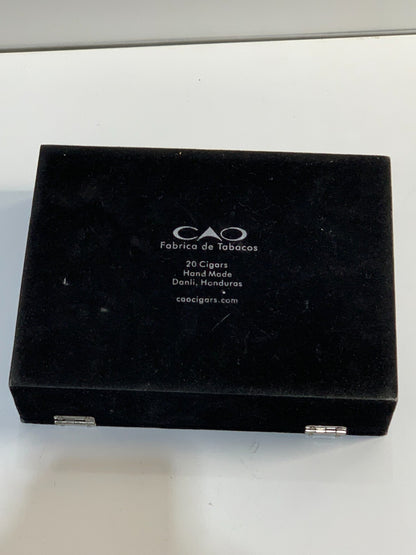 CAO
Fabrica de Tabacos
20 Cigars
Hand Made
Danli, Honduras
caocigars.com